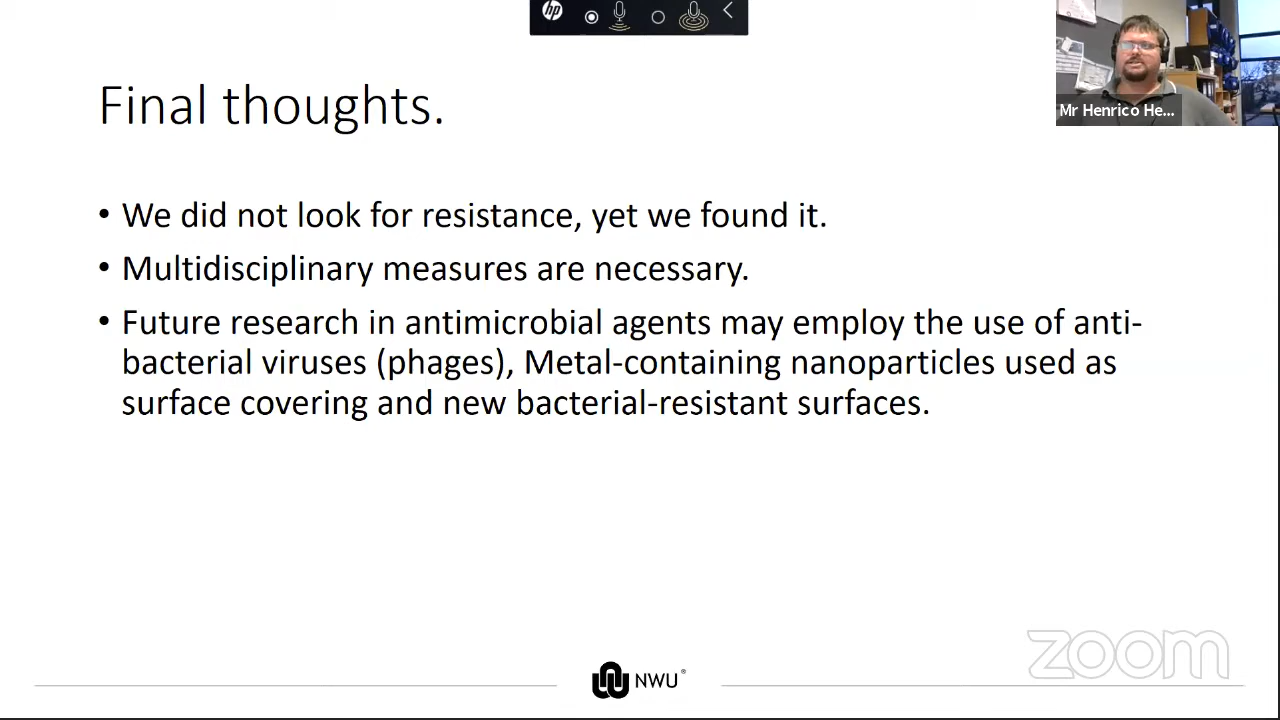 hp
Mr Henrico He...
Final thoughts.
• We did not look for resistance, yet we found it.
• Multidisciplinary measures are necessary.
• Future research in antimicrobial agents may employ the use of anti-
bacterial viruses (phages), Metal-containing nanoparticles used as
surface covering and new bacterial-resistant surfaces.
zoom
NWU®